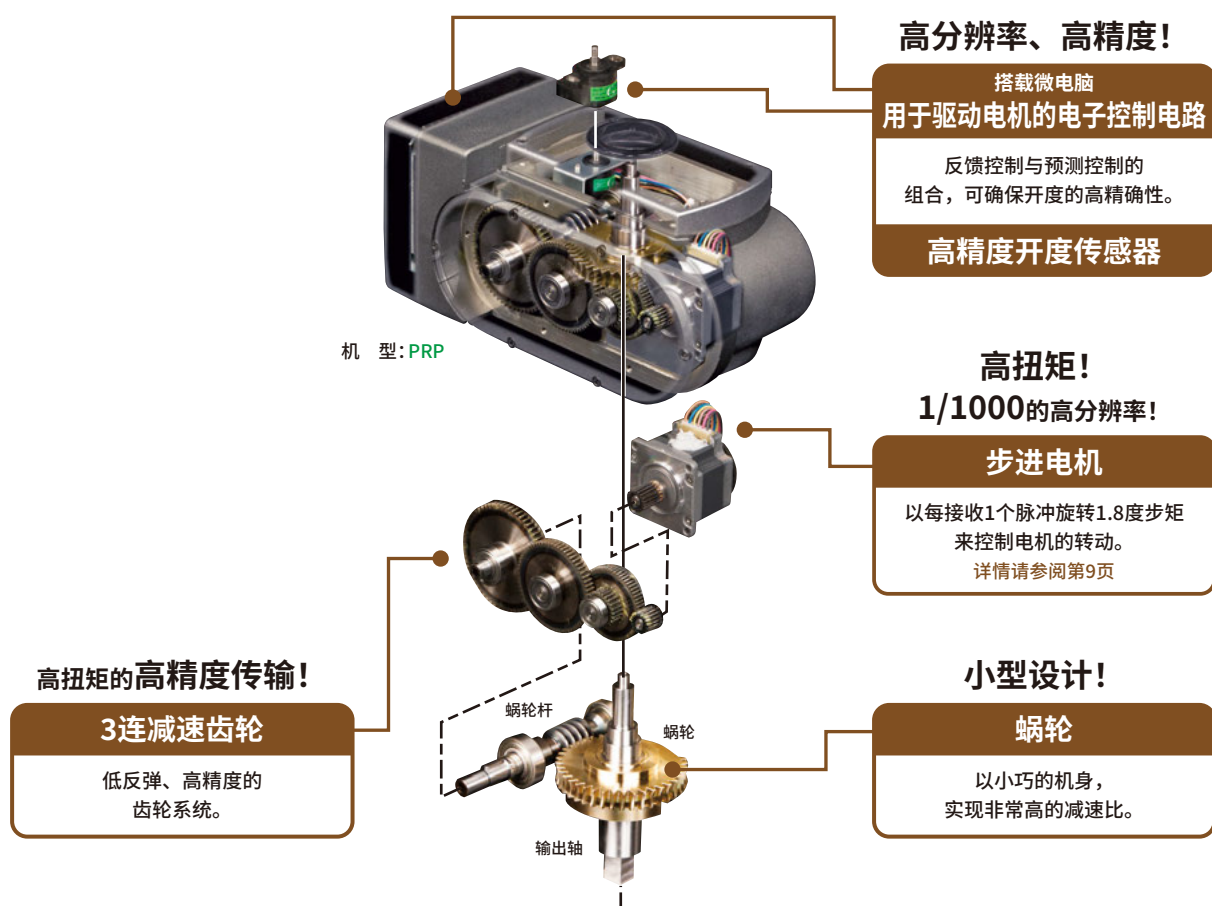 高分辨率、高精度！
搭载微电脑
用于驱动电机的电子控制电路
反馈控制与预测控制的
组合，可确保开度的高精确性。
高精度开度传感器
机　型：PRP
高扭矩！
1/1000的高分辨率！
步进电机
以每接收1个脉冲旋转1.8度步矩
来控制电机的转动。
详情请参阅第9页
高扭矩的高精度传输！
3连减速齿轮
低反弹、高精度的
齿轮系统。
蜗轮杆
蜗轮
输出轴
小型设计！
蜗轮
以小巧的机身，
实现非常高的减速比。